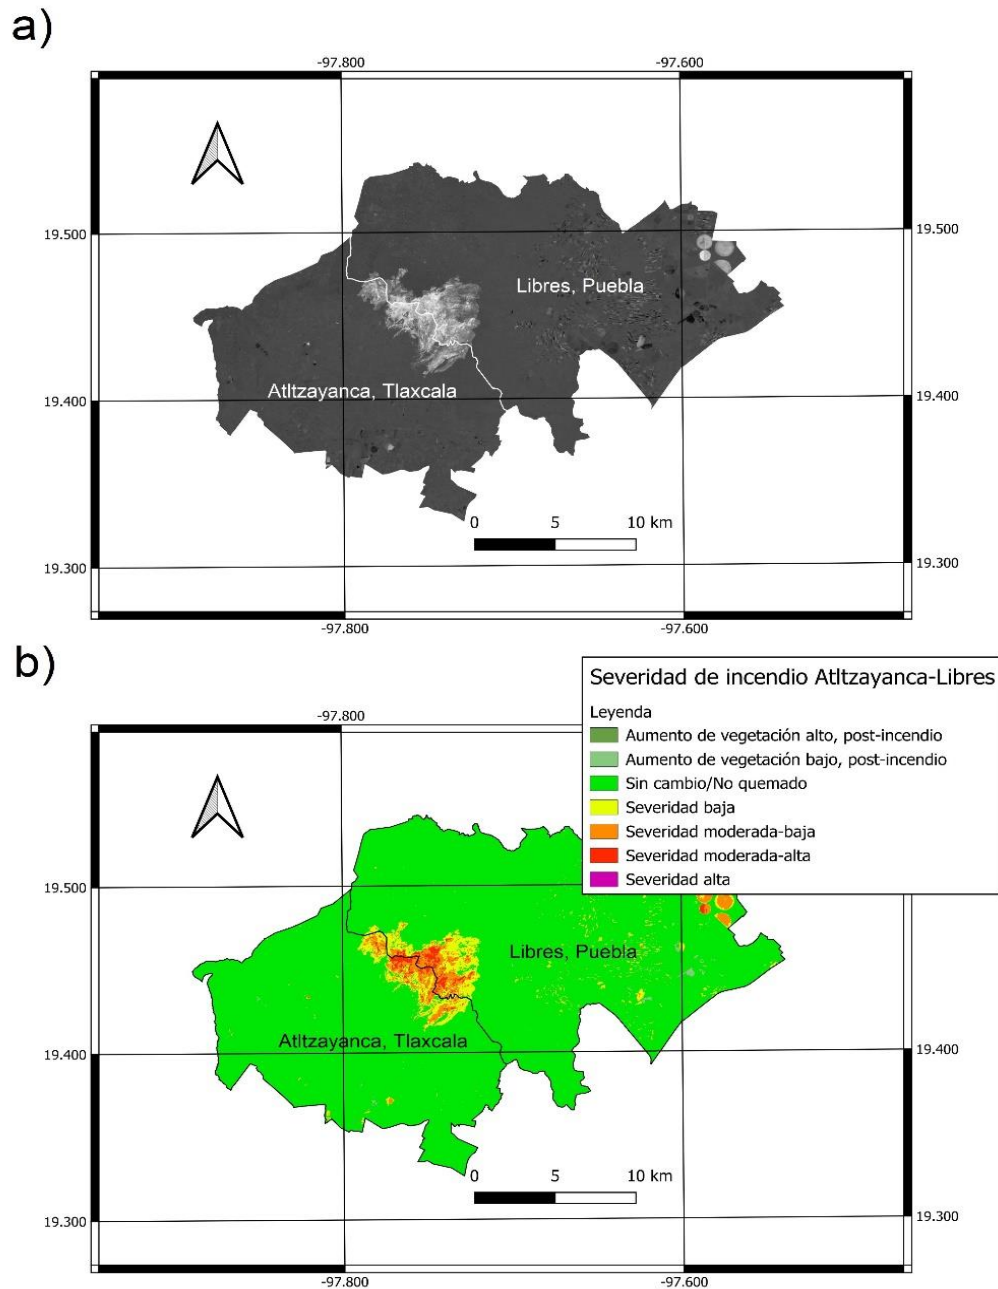 a)
-97.800 -97.600
19.500 19.500
Libres, Puebla
Atltzayanca, Tlaxcala
19.400 19.400
0 5 10 km
19.300 19.300
-97.800 -97.600
b)
Severidad de incendio Atltzayanca-Libres
Leyenda
Aumento de vegetación alto, post-incendio
Aumento de vegetación bajo, post-incendio
Sin cambio/No quemado
Severidad baja
Severidad moderada-baja
Severidad moderada-alta
Severidad alta
-97.800
19.500
Libres, Puebla
Atltzayanca, Tlaxcala
19.400 19.400
0 5 10 km
19.300 19.300
-97.800 -97.600